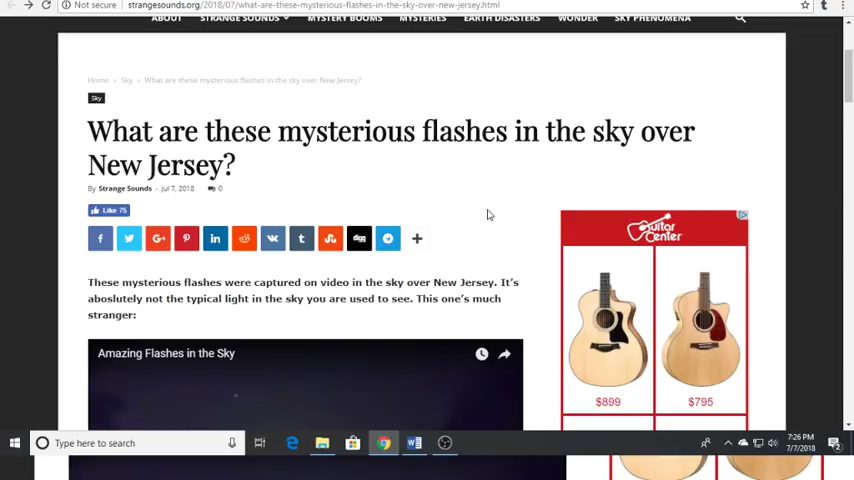 Not secure strangesounds.org/2018/07/what-are-these-mysterious-flashes-in-the-sky-over-new-jersey.html
ABOUT STRANGE SOUNDS MYSTERY BOOMS MYSTERIES EARTH DISASTERS WONDER SKY PHENOMENA
Home Sky What are these mysterious flashes in the sky over New Jersey?
Sky
What are these mysterious flashes in the sky over
New Jersey?
By Strange Sounds - Jul 7, 2018 0
Like 75
digg
These mysterious flashes were captured on video in the sky over New Jersey. It's
aboslutely not the typical light in the sky you are used to see. This one's much
stranger:
Amazing Flashes in the Sky
Guitar
Center
$899 $795
Type here to search
7:26 PM
7/7/2018
2